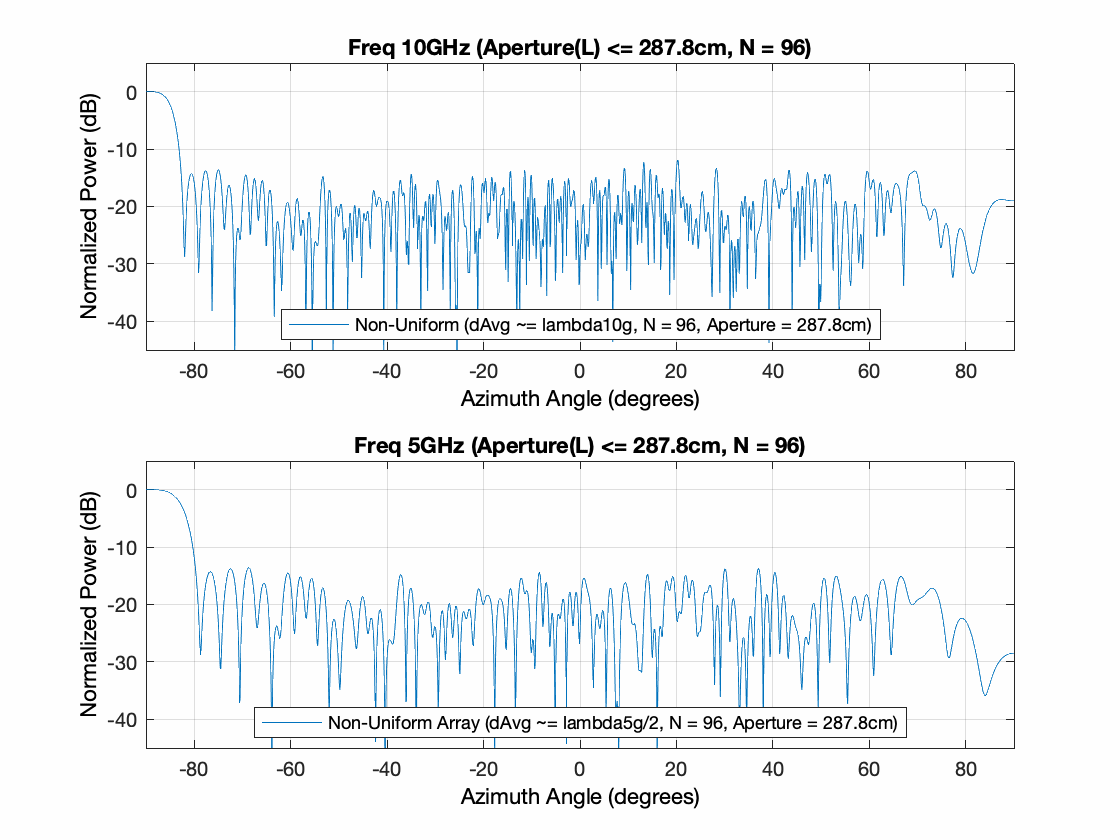 Freq 10GHz (Aperture(L) <= 287.8cm, N = 96)
Normalized Power (dB)
0
-10
-20
-30
-40
Non-Uniform (dAvg ~= lambda10g, N = 96, Aperture = 287.8cm)
-80 -60 -40 -20 0 20 40 60 80
Azimuth Angle (degrees)
Freq 5GHz (Aperture(L) <= 287.8cm, N = 96)
Normalized Power (dB)
0
-10
-20
-30
-40
Non-Uniform Array (dAvg ~= lambda5g/2, N = 96, Aperture = 287.8cm)
-80 -60 -40 -20 0 20 40 60 80
Azimuth Angle (degrees)